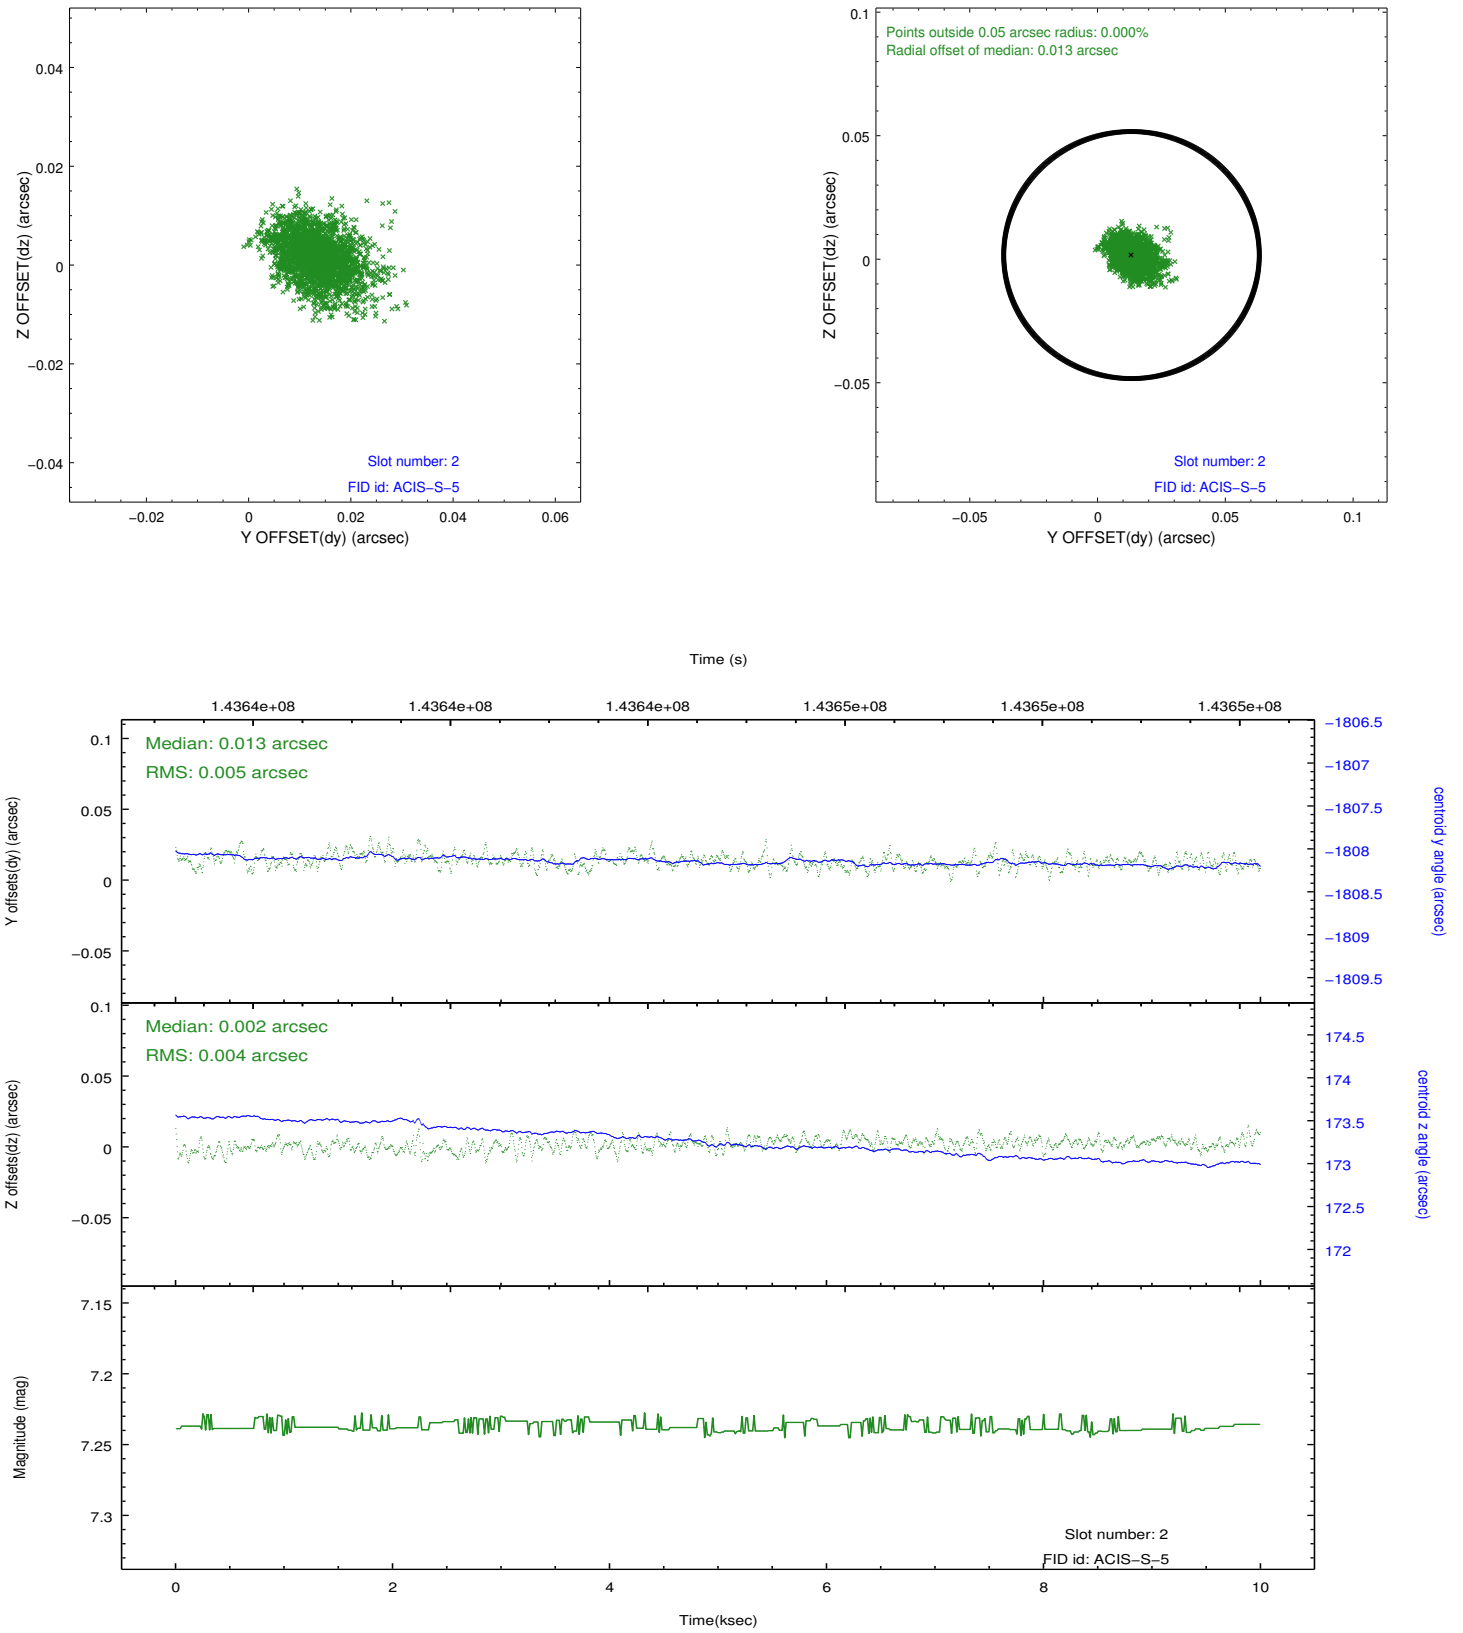 0.04
0.02
0
−0.02
−0.04
Z OFFSET(dz) (arcsec)
Slot number: 2
FID id: ACIS−S−5
−0.02 0 0.02 0.04 0.06
Y OFFSET(dy) (arcsec)
Points outside 0.05 arcsec radius: 0.000%
Radial offset of median: 0.013 arcsec
0.1
0.05
0
−0.05
Z OFFSET(dz) (arcsec)
Slot number: 2
FID id: ACIS−S−5
−0.05 0 0.05 0.1
Y OFFSET(dy) (arcsec)
Time (s)
1.4364e+08 1.4364e+08 1.4364e+08 1.4365e+08 1.4365e+08 1.4365e+08
Median: 0.013 arcsec
RMS: 0.005 arcsec
0.1
0.05
0
−0.05
Y offsets(dy) (arcsec)
−1806.5
−1807
−1807.5
−1808
−1808.5
−1809
−1809.5
centroid y angle (arcsec)
Median: 0.002 arcsec
RMS: 0.004 arcsec
0.1
0.05
0
−0.05
Z offsets(dz) (arcsec)
174.5
174
173.5
173
172.5
172
centroid z angle (arcsec)
7.15
7.2
7.25
7.3
Magnitude (mag)
Slot number: 2
FID id: ACIS−S−5
0 2 4 6 8 10
Time(ksec)